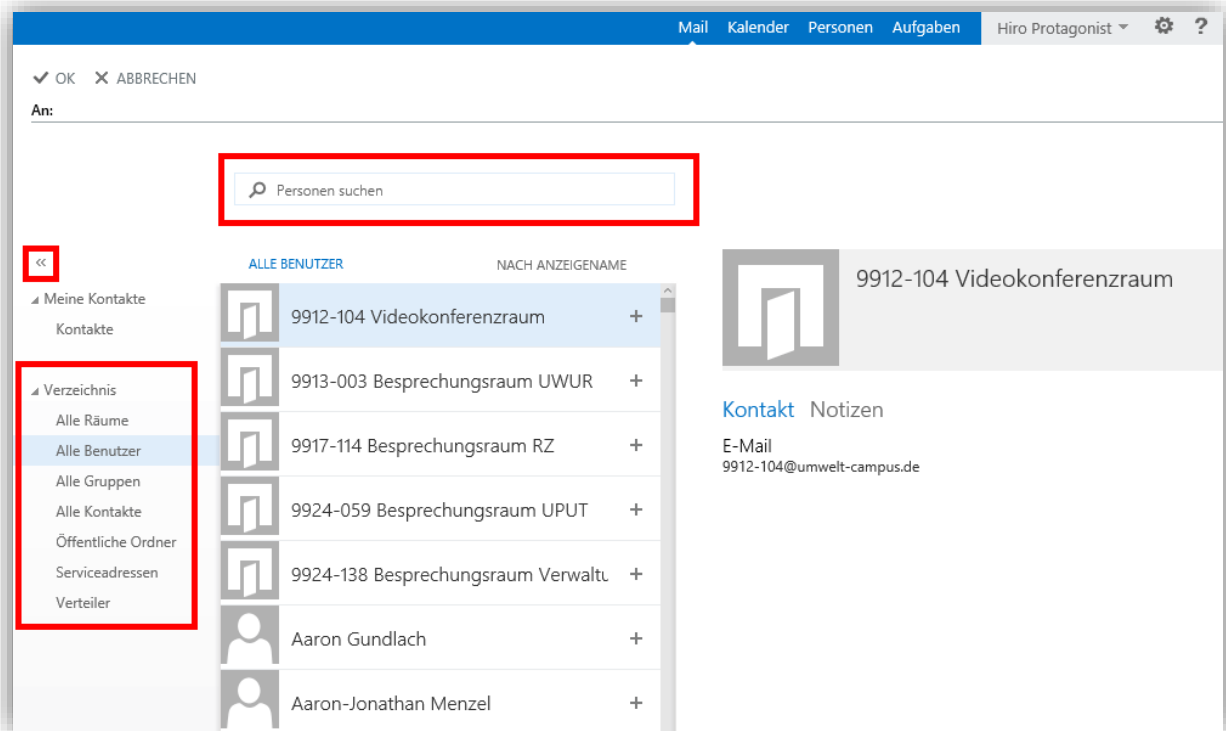 Mail Kalender Personen Aufgaben Hiro Protagonist ?
OK ABBRECHEN
An:
Personen suchen
«
Meine Kontakte
Kontakte
Verzeichnis
Alle Räume
Alle Benutzer
Alle Gruppen
Alle Kontakte
Öffentliche Ordner
Serviceadressen
Verteiler
ALLE BENUTZER NACH ANZEIGENAME
9912-104 Videokonferenzraum +
9913-003 Besprechungsraum UWUR +
9917-114 Besprechungsraum RZ +
9924-059 Besprechungsraum UPUT +
9924-138 Besprechungsraum Verwaltu +
Aaron Gundlach +
Aaron-Jonathan Menzel +
9912-104 Videokonferenzraum
Kontakt Notizen
E-Mail
9912-104@umwelt-campus.de